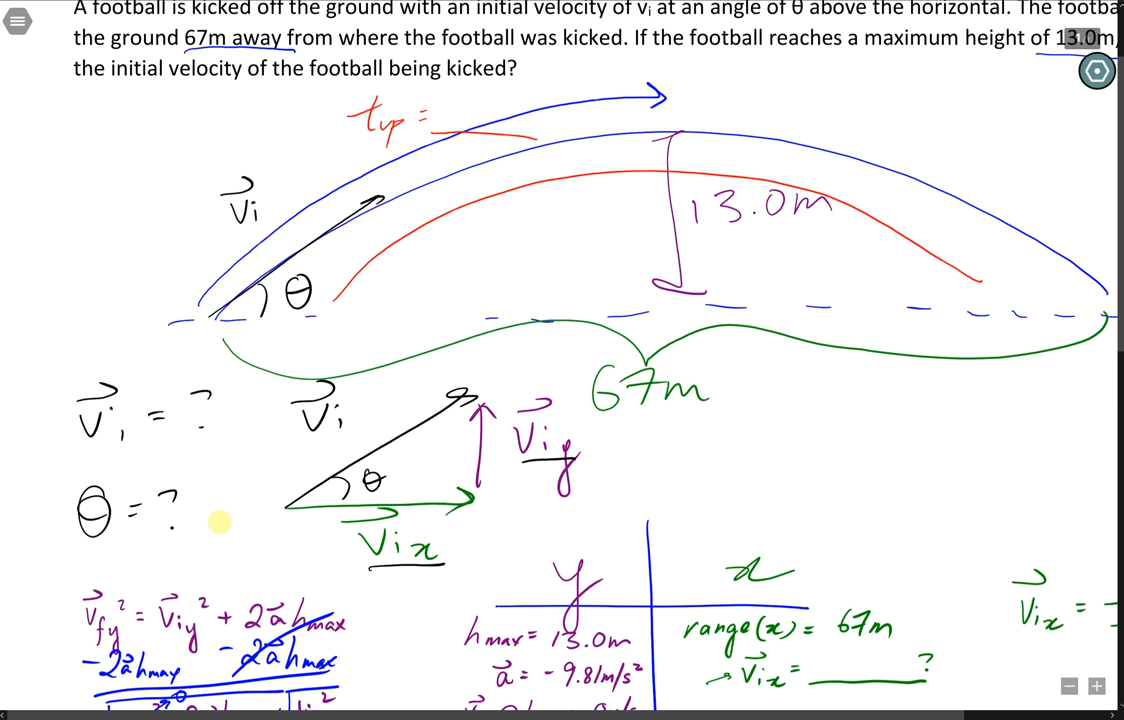 A football is kicked off the ground with an initial velocity of vᵢ at an angle of θ above the horizontal. The
the ground 67m away from where the football was kicked. If the football reaches a maximum height of 13.0m,
the initial velocity of the football being kicked?
t_up =
v⃗i
θ
13.0m
67m
v⃗i = ?
v⃗i
v⃗iy
θ
θ = ?
v⃗ix
y
x
v⃗fy² = v⃗iy² + 2a⃗hmax
-2a⃗hmax -2a⃗hmax
hmax = 13.0m
a⃗ = -9.81m/s²
range(x) = 67m
→ v⃗ix = ?
v⃗ix =